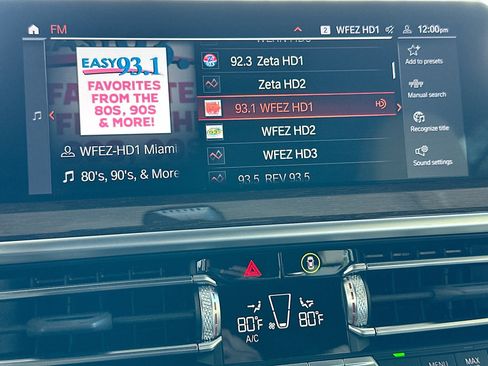 FM
2 WFEZ HD1
12:00pm
EASY 93.1
FAVORITES
FROM THE
80S, 90S
& MORE!
WFEZ-HD1 Miami
80's, 90's, & More
92.3 Zeta HD1
Zeta HD2
93.1 WFEZ HD1
WFEZ HD2
WFEZ HD3
93.5 REV 93.5
Add to presets
Manual search
Recognize title
Sound settings
80°F
80°F
A/C
MENU
MAX